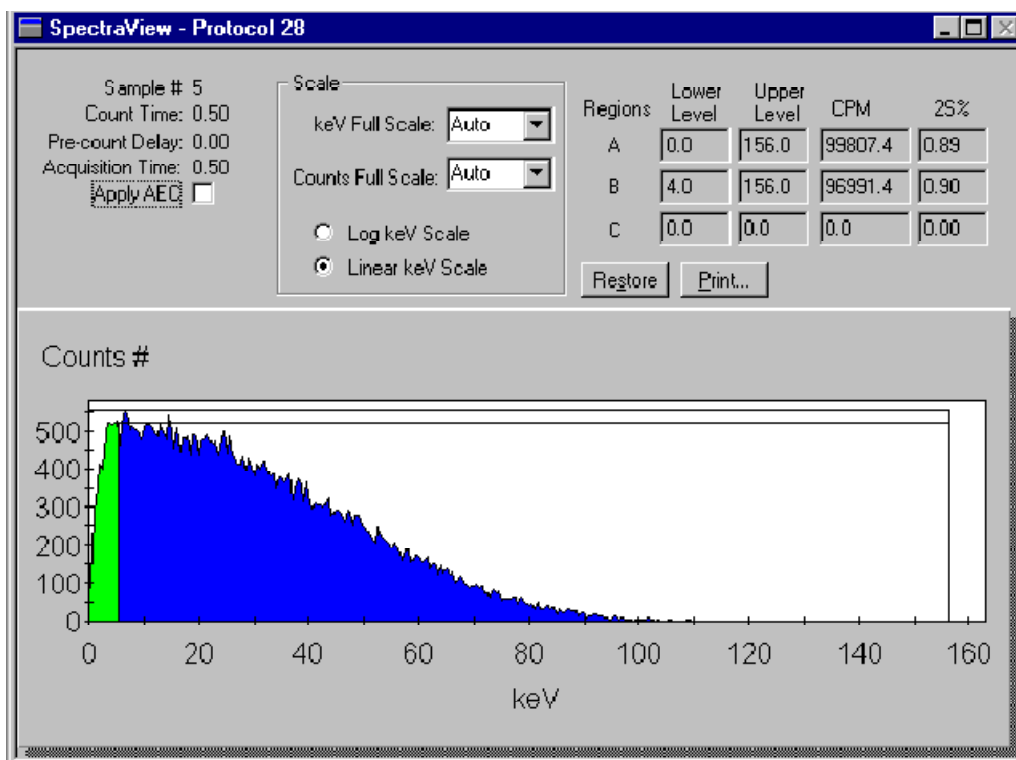 SpectraView - Protocol 28
Sample # 5
Count Time: 0.50
Pre-count Delay: 0.00
Acquisition Time: 0.50
Apply AEC
Scale
keV Full Scale: Auto
Counts Full Scale: Auto
Log keV Scale
Linear keV Scale
Regions Lower Level Upper Level CPM 2S%
A 0.0 156.0 99807.4 0.89
B 4.0 156.0 96991.4 0.90
C 0.0 0.0 0.0 0.00
Restore Print...
Counts #
500
400
300
200
100
0
0 20 40 60 80 100 120 140 160
keV